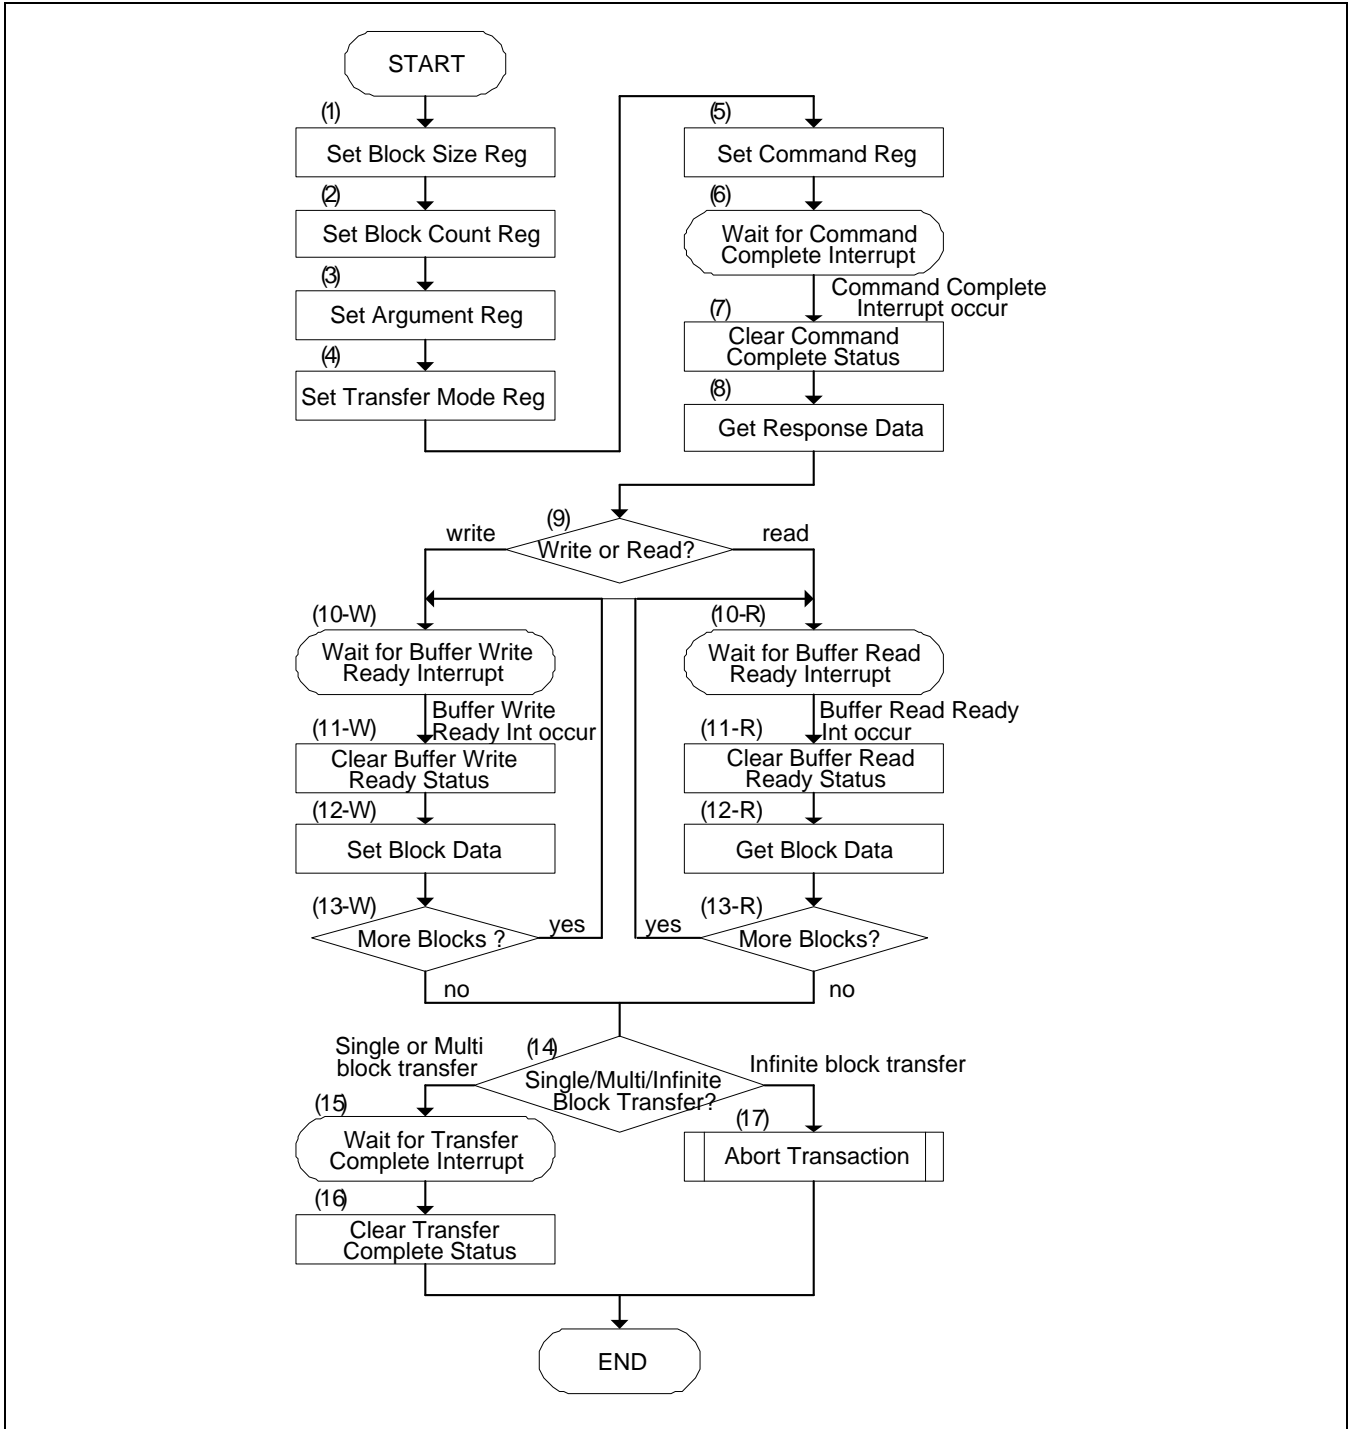 START
(1)
Set Block Size Reg
(2)
Set Block Count Reg
(3)
Set Argument Reg
(4)
Set Transfer Mode Reg
(5)
Set Command Reg
(6)
Wait for Command
Complete Interrupt
Command Complete
Interrupt occur
(7)
Clear Command
Complete Status
(8)
Get Response Data
(9)
write
read
Write or Read?
(10-W)
Wait for Buffer Write
Ready Interrupt
Buffer Write
Ready Int occur
(11-W)
Clear Buffer Write
Ready Status
(12-W)
Set Block Data
(13-W)
More Blocks ?
yes
no
(10-R)
Wait for Buffer Read
Ready Interrupt
Buffer Read Ready
Int occur
(11-R)
Clear Buffer Read
Ready Status
(12-R)
Get Block Data
(13-R)
More Blocks?
yes
no
(14)
Single/Multi/Infinite
Block Transfer?
Single or Multi
block transfer
Infinite block transfer
(15)
Wait for Transfer
Complete Interrupt
(16)
Clear Transfer
Complete Status
(17)
Abort Transaction
END